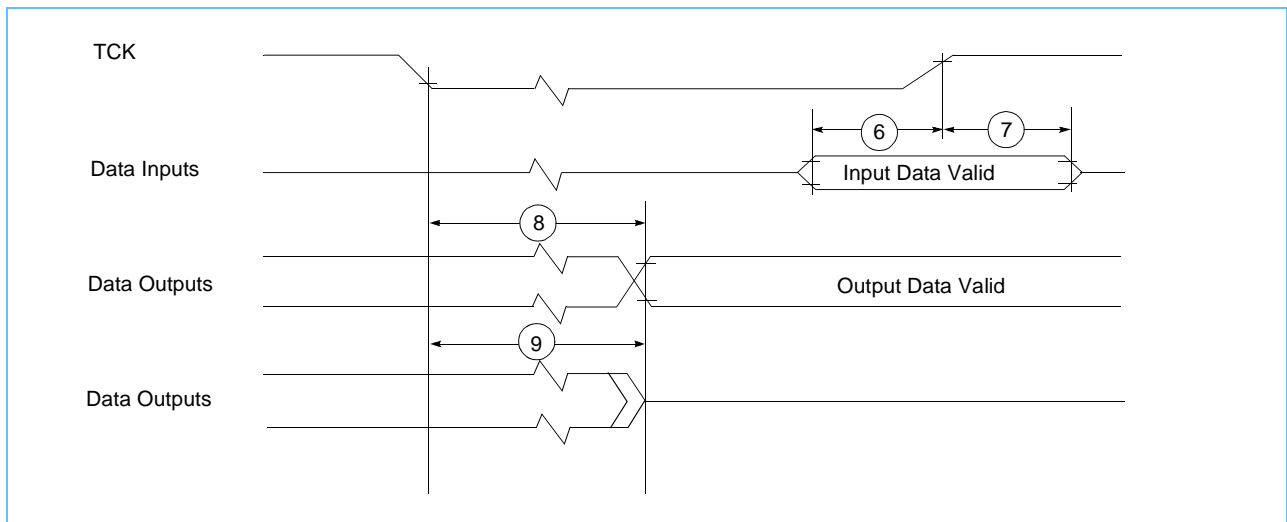 TCK
6
7
Data Inputs
Input Data Valid
8
Data Outputs
Output Data Valid
9
Data Outputs